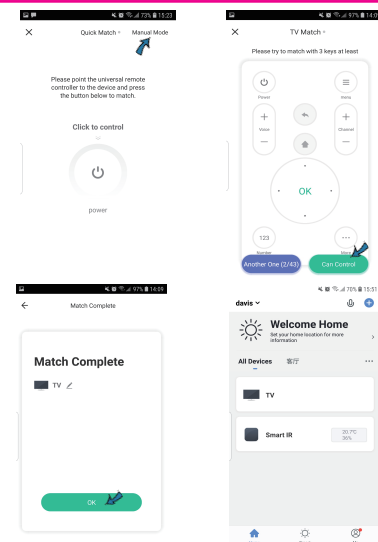 73% 15:23
Quick Match
Manual Mode
Please point the universal remote
controller to the device and press
the button below to match.
Click to control
power
97% 14:09
TV Match
Please try to match with 3 keys at least
Power
menu
+
+
Voice
Channel
—
—
OK
123
Number
Another One (2/43)
Can Control
97% 14:09
Match Complete
Match Complete
TV
OK
70% 15:51
davis
Welcome Home
Set your home location for more
information
All Devices
客厅
TV
Smart IR
20.7℃
36%